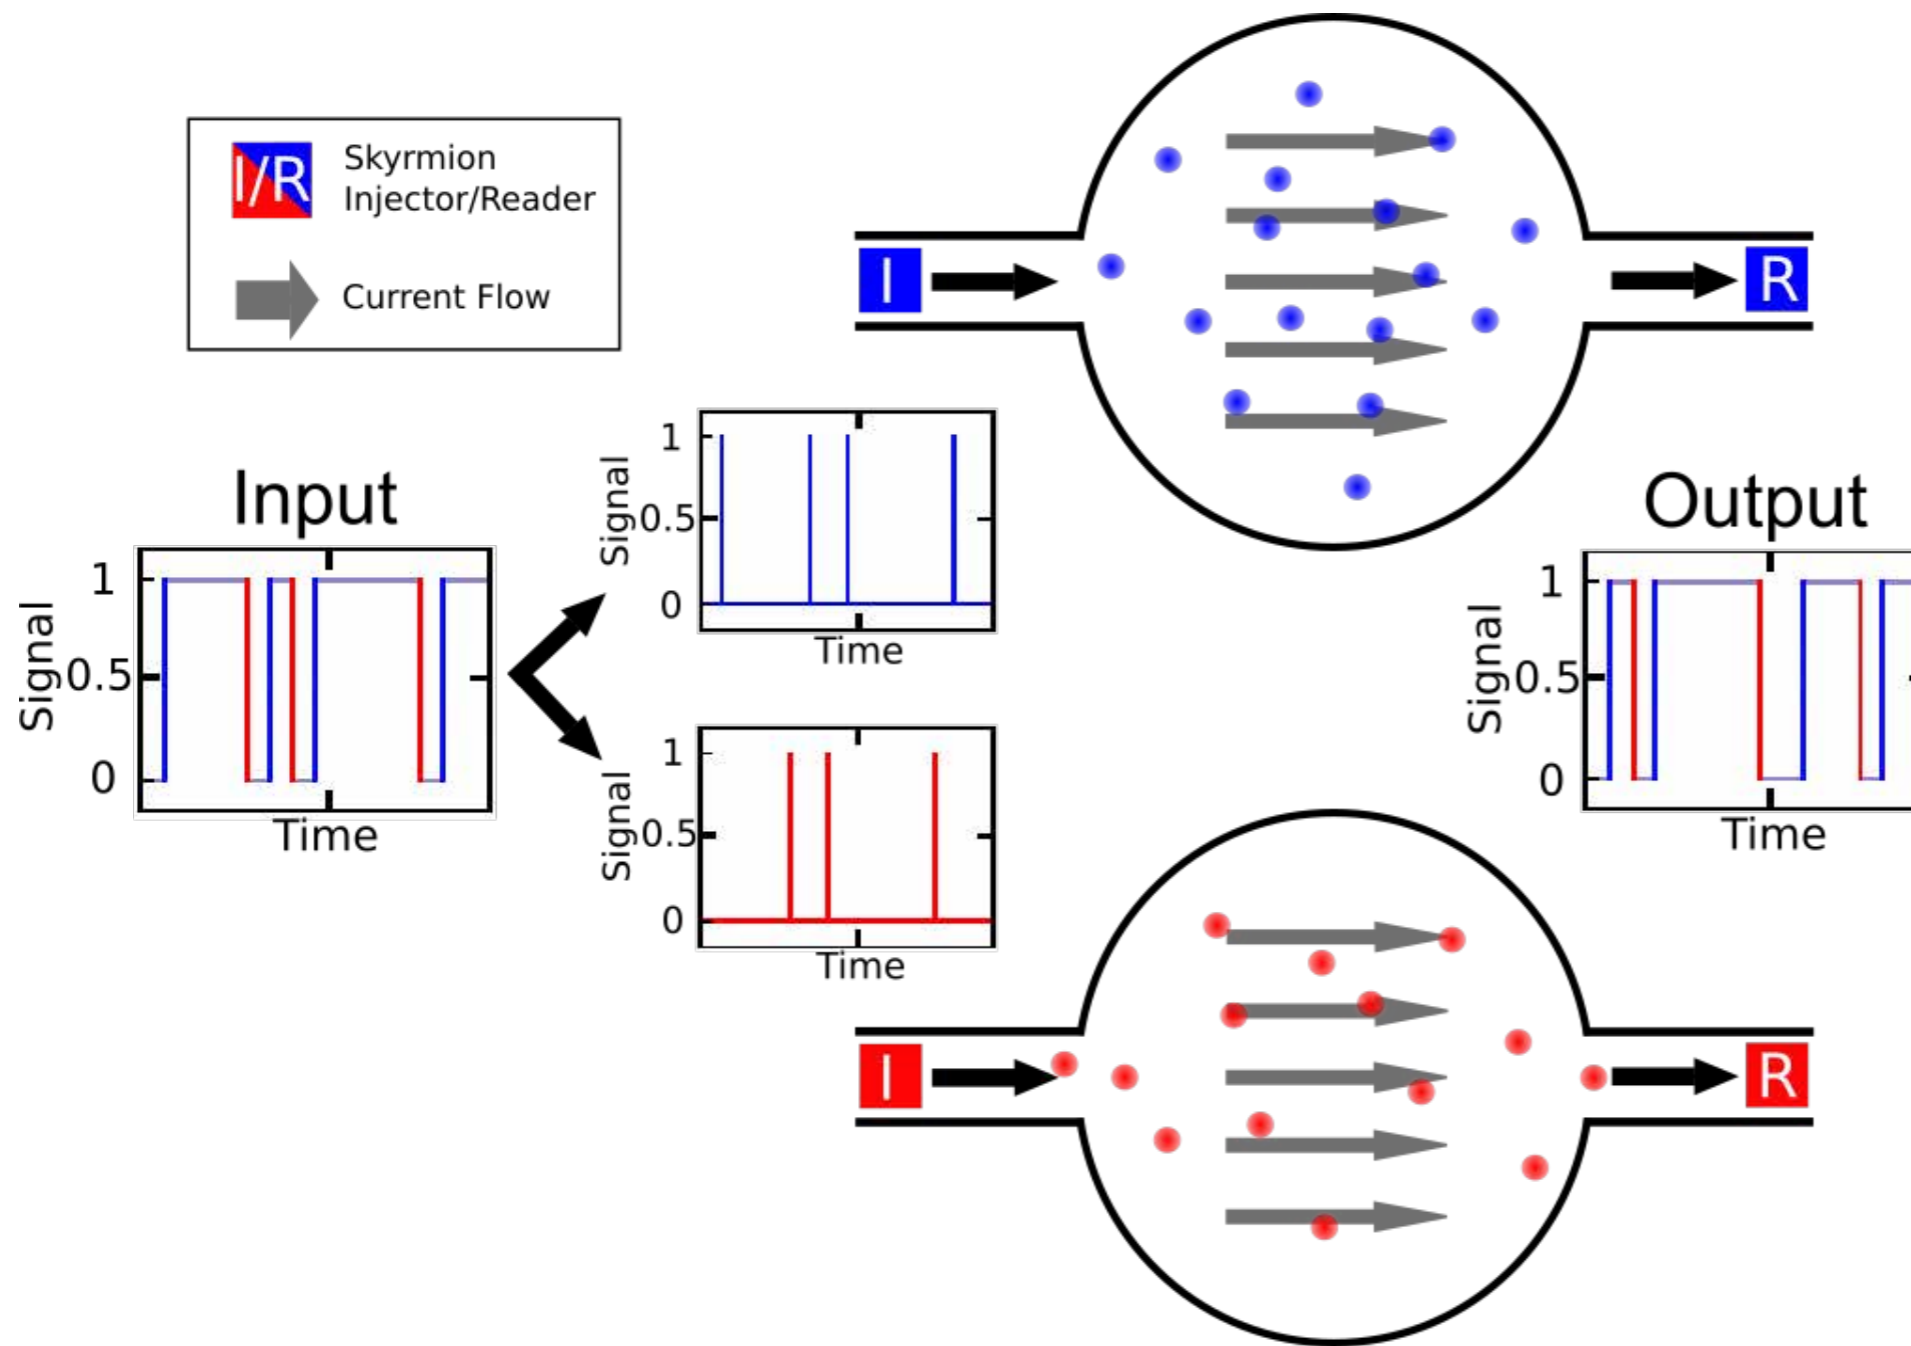 I/R
Skyrmion
Injector/Reader
Current Flow
I
R
Input
1
0.5
0
Signal
Time
1
0.5
0
Signal
Time
1
0.5
0
Signal
Time
Output
1
0.5
0
Signal
Time
I
R